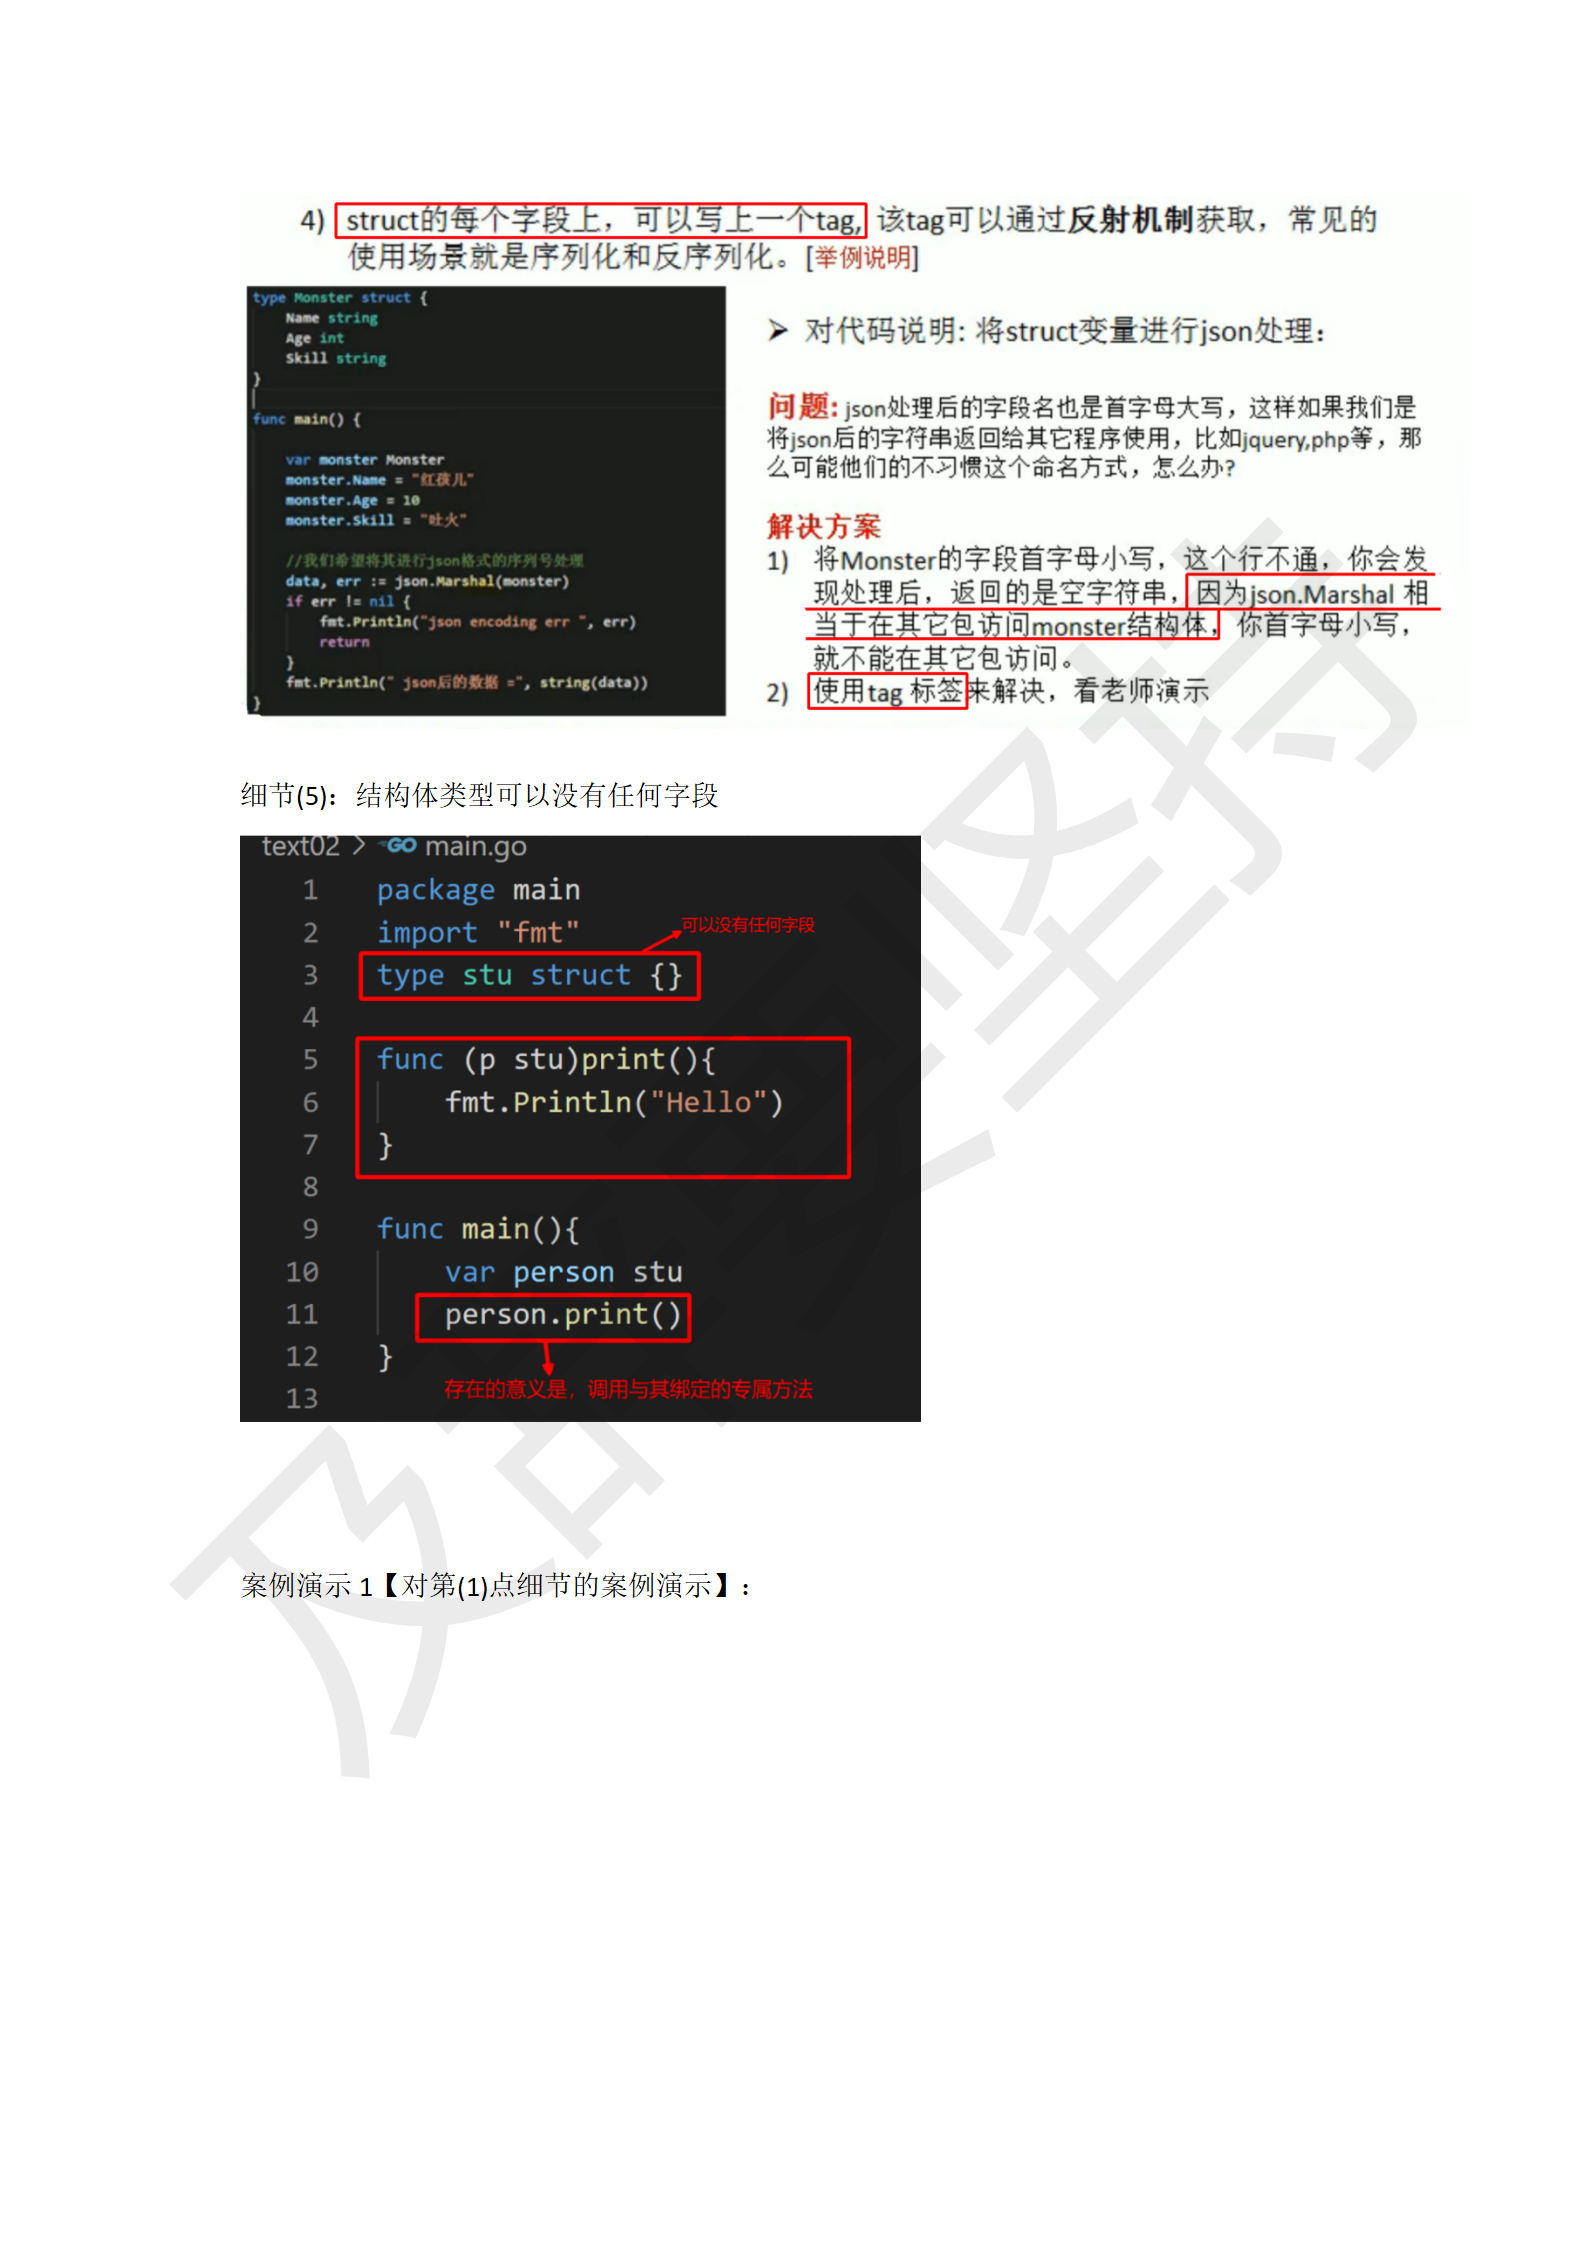 4) struct的每个字段上，可以写上一个tag, 该tag可以通过反射机制获取，常见的
使用场景就是序列化和反序列化。[举例说明]
type Monster struct {
Name string
Age int
Skill string
}
func main() {
var monster Monster
monster.Name = "红孩儿"
monster.Age = 10
monster.Skill = "吐火"
//我们希望将其进行json格式的序列号处理
data, err := json.Marshal(monster)
if err != nil {
fmt.Println("json encoding err ", err)
return
}
fmt.Println(" json后的数据 =", string(data))
}
➢ 对代码说明: 将struct变量进行json处理：
问题: json处理后的字段名也是首字母大写，这样如果我们是
将json后的字符串返回给其它程序使用，比如jquery,php等，那
么可能他们的不习惯这个命名方式，怎么办?
解决方案
1) 将Monster的字段首字母小写，这个行不通，你会发
现处理后，返回的是空字符串，因为json.Marshal 相
当于在其它包访问monster结构体，你首字母小写，
就不能在其它包访问。
2) 使用tag 标签来解决，看老师演示
细节(5)：结构体类型可以没有任何字段
text02 > GO main.go
1 package main
2 import "fmt"
可以没有任何字段
3 type stu struct {}
4
5 func (p stu)print(){
6 fmt.Println("Hello")
7 }
8
9 func main(){
10 var person stu
11 person.print()
12 }
存在的意义是，调用与其绑定的专属方法
13
案例演示 1【对第(1)点细节的案例演示】：